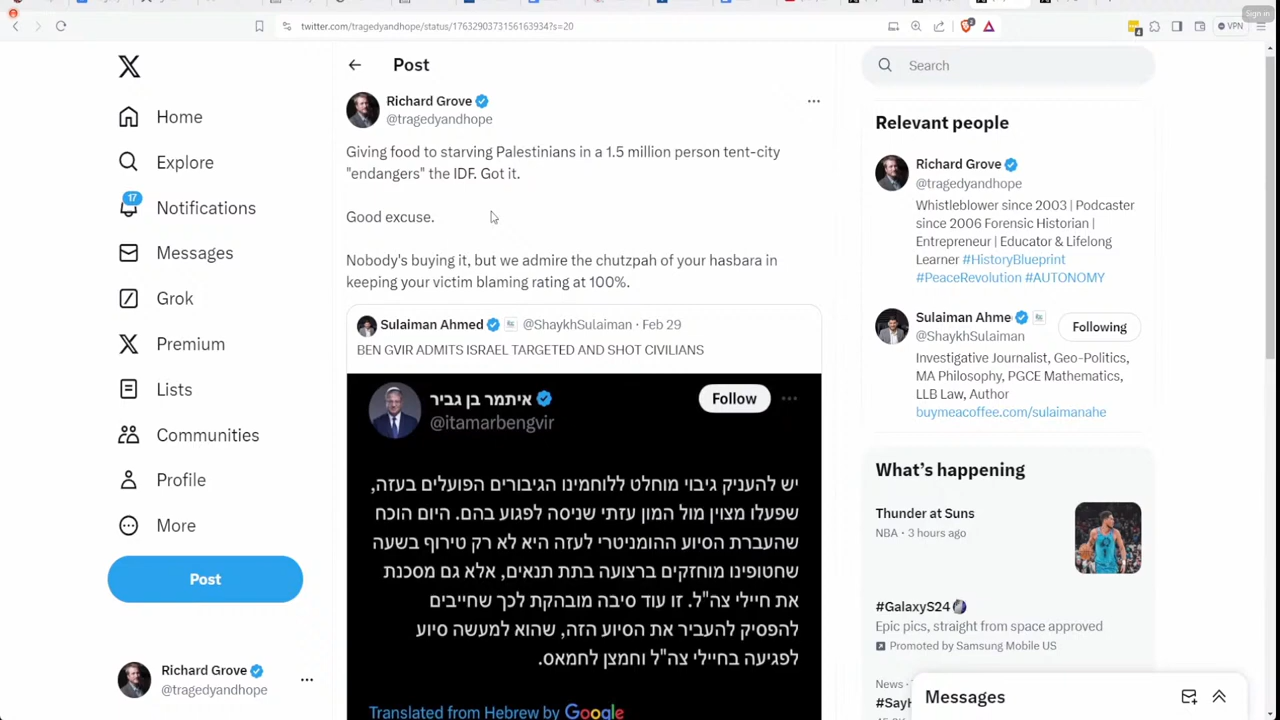 Sign in
twitter.com/tragedyandhope/status/1763290373156163934?s=20
VPN
Home
Explore
17
Notifications
Messages
Grok
Premium
Lists
Communities
Profile
More
Post
Richard Grove
@tragedyandhope
Post
Richard Grove
@tragedyandhope
Giving food to starving Palestinians in a 1.5 million person tent-city
"endangers" the IDF. Got it.
Good excuse.
Nobody's buying it, but we admire the chutzpah of your hasbara in
keeping your victim blaming rating at 100%.
Sulaiman Ahmed @ShaykhSulaiman · Feb 29
BEN GVIR ADMITS ISRAEL TARGETED AND SHOT CIVILIANS
איתמר בן גביר
@itamarbengvir
Follow
יש להעניק גיבוי מוחלט ללוחמינו הגיבורים הפועלים בעזה,
שפעלו מצוין מול המון עזתי שניסה לפגוע בהם. היום הוכח
שהעברת הסיוע ההומניטרי לעזה היא לא רק טירוף בשעה
שחטופינו מוחזקים ברצועה בתת תנאים, אלא גם מסכנת
את חיילי צה"ל. זו עוד סיבה מובהקת לכך שחייבים
להפסיק להעביר את הסיוע הזה, שהוא למעשה סיוע
לפגיעה בחיילי צה"ל וחמצן לחמאס.
Translated from Hebrew by Google
Search
Relevant people
Richard Grove
@tragedyandhope
Whistleblower since 2003 | Podcaster
since 2006 Forensic Historian |
Entrepreneur | Educator & Lifelong
Learner #HistoryBlueprint
#PeaceRevolution #AUTONOMY
Sulaiman Ahme
@ShaykhSulaiman
Following
Investigative Journalist, Geo-Politics,
MA Philosophy, PGCE Mathematics,
LLB Law, Author
buymeacoffee.com/sulaimanahe
What's happening
Thunder at Suns
NBA · 3 hours ago
#GalaxyS24
Epic pics, straight from space approved
Promoted by Samsung Mobile US
News ·
#SayH
Messages